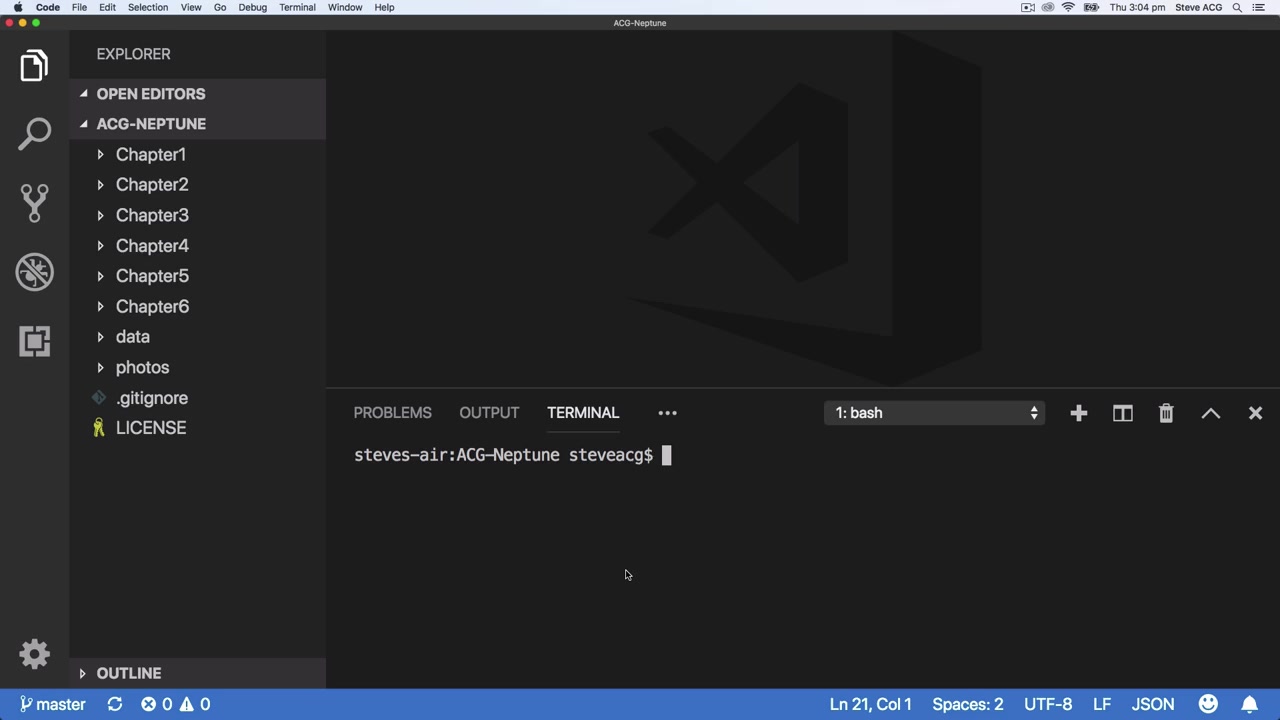 Code File Edit Selection View Go Debug Terminal Window Help Thu 3:04 pm Steve ACG
ACG-Neptune
EXPLORER
OPEN EDITORS
ACG-NEPTUNE
Chapter1
Chapter2
Chapter3
Chapter4
Chapter5
Chapter6
data
photos
.gitignore
LICENSE
OUTLINE
PROBLEMS OUTPUT TERMINAL ••• 1: bash
steves-air:ACG-Neptune steveacg$
master 0 0 Ln 21, Col 1 Spaces: 2 UTF-8 LF JSON